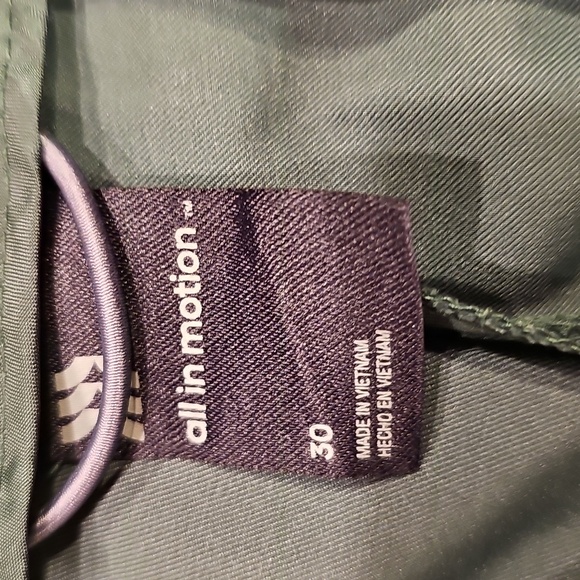 all in motion™
30
MADE IN VIETNAM
HECHO EN VIETNAM